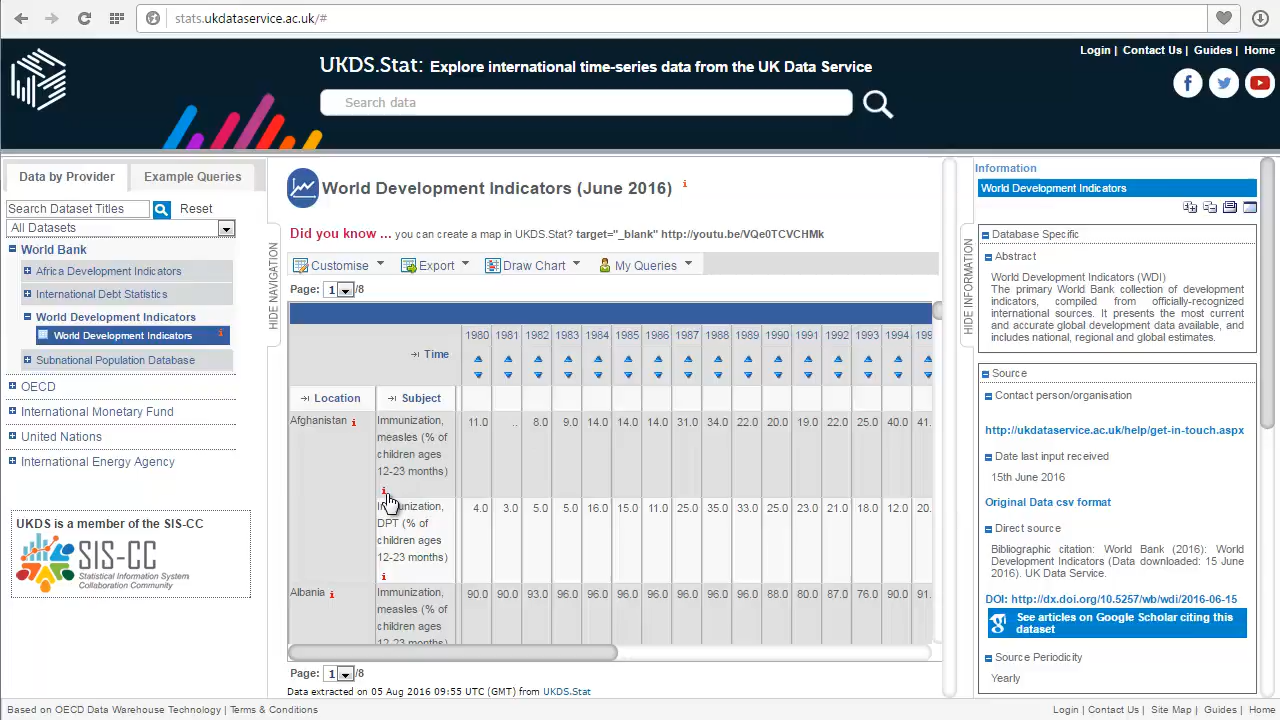 stats.ukdataservice.ac.uk/#
Login | Contact Us | Guides | Home
UKDS.Stat: Explore international time-series data from the UK Data Service
Search data
Data by Provider
Example Queries
Search Dataset Titles
Reset
All Datasets
World Bank
Africa Development Indicators
International Debt Statistics
World Development Indicators
World Development Indicators i
Subnational Population Database
OECD
International Monetary Fund
United Nations
International Energy Agency
UKDS is a member of the SIS-CC
SIS-CC
Statistical Information System
Collaboration Community
HIDE NAVIGATION
World Development Indicators (June 2016) i
Did you know ... you can create a map in UKDS.Stat? target="_blank" http://youtu.be/VQe0TCVCHMk
Customise Export Draw Chart My Queries
Page: 1 /8
Time 1980 1981 1982 1983 1984 1985 1986 1987 1988 1989 1990 1991 1992 1993 1994
Location Subject
Afghanistan i
Immunization,
measles (% of
children ages
12-23 months)
i
11.0 .. 8.0 9.0 14.0 14.0 14.0 31.0 34.0 22.0 20.0 19.0 22.0 25.0 40.0 41.
DPT (% of
children ages
12-23 months)
i
4.0 3.0 5.0 5.0 16.0 15.0 11.0 25.0 35.0 33.0 25.0 23.0 21.0 18.0 12.0 20.
Albania i
Immunization,
measles (% of
children ages
12-23 months)
90.0 90.0 93.0 96.0 96.0 96.0 96.0 96.0 96.0 96.0 88.0 80.0 87.0 76.0 90.0 91.
Page: 1 /8
Data extracted on 05 Aug 2016 09:55 UTC (GMT) from UKDS.Stat
HIDE INFORMATION
Information
World Development Indicators
Database Specific
Abstract
World Development Indicators (WDI)
The primary World Bank collection of development
indicators, compiled from officially-recognized
international sources. It presents the most current
and accurate global development data available, and
includes national, regional and global estimates.
Source
Contact person/organisation
http://ukdataservice.ac.uk/help/get-in-touch.aspx
Date last input received
15th June 2016
Original Data csv format
Direct source
Bibliographic citation: World Bank (2016): World
Development Indicators (Data downloaded: 15 June
2016). UK Data Service.
DOI: http://dx.doi.org/10.5257/wb/wdi/2016-06-15
See articles on Google Scholar citing this
dataset
Source Periodicity
Yearly
Based on OECD Data Warehouse Technology | Terms & Conditions
Login | Contact Us | Site Map | Guides | Home